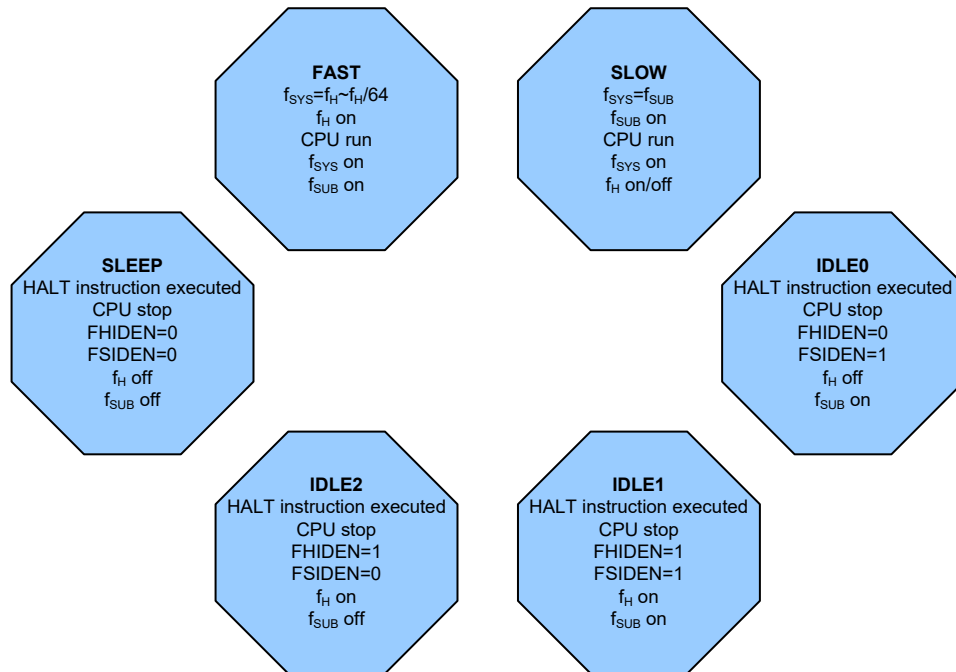 FAST
fSYS=fH~fH/64
fH on
CPU run
fSYS on
fSUB on
SLOW
fSYS=fSUB
fSUB on
CPU run
fSYS on
fH on/off
SLEEP
HALT instruction executed
CPU stop
FHIDEN=0
FSIDEN=0
fH off
fSUB off
IDLE0
HALT instruction executed
CPU stop
FHIDEN=0
FSIDEN=1
fH off
fSUB on
IDLE2
HALT instruction executed
CPU stop
FHIDEN=1
FSIDEN=0
fH on
fSUB off
IDLE1
HALT instruction executed
CPU stop
FHIDEN=1
FSIDEN=1
fH on
fSUB on